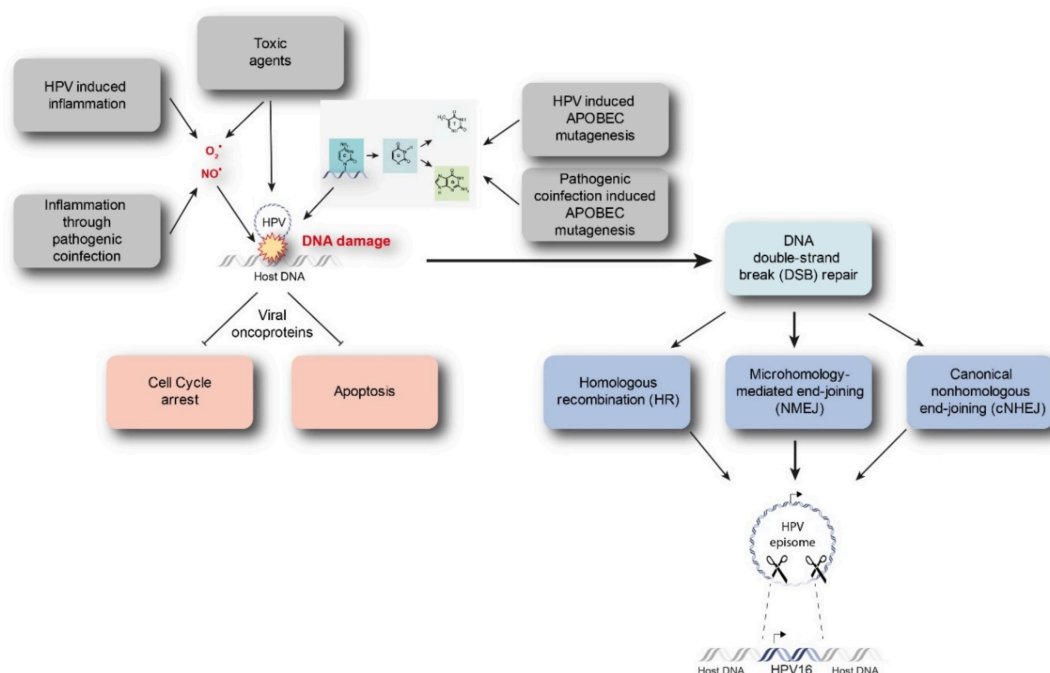 Toxic
agents
HPV induced
inflammation
O₂•
NO•
Inflammation
through
pathogenic
coinfection
HPV induced
APOBEC
mutagenesis
Pathogenic
coinfection induced
APOBEC
mutagenesis
HPV
DNA damage
Host DNA
Viral
oncoproteins
Cell Cycle
arrest
Apoptosis
DNA
double-strand
break (DSB) repair
Homologous
recombination (HR)
Microhomology-
mediated end-joining
(NMEJ)
Canonical
nonhomologous
end-joining (cNHEJ)
HPV
episome
Host DNA
HPV16
Host DNA